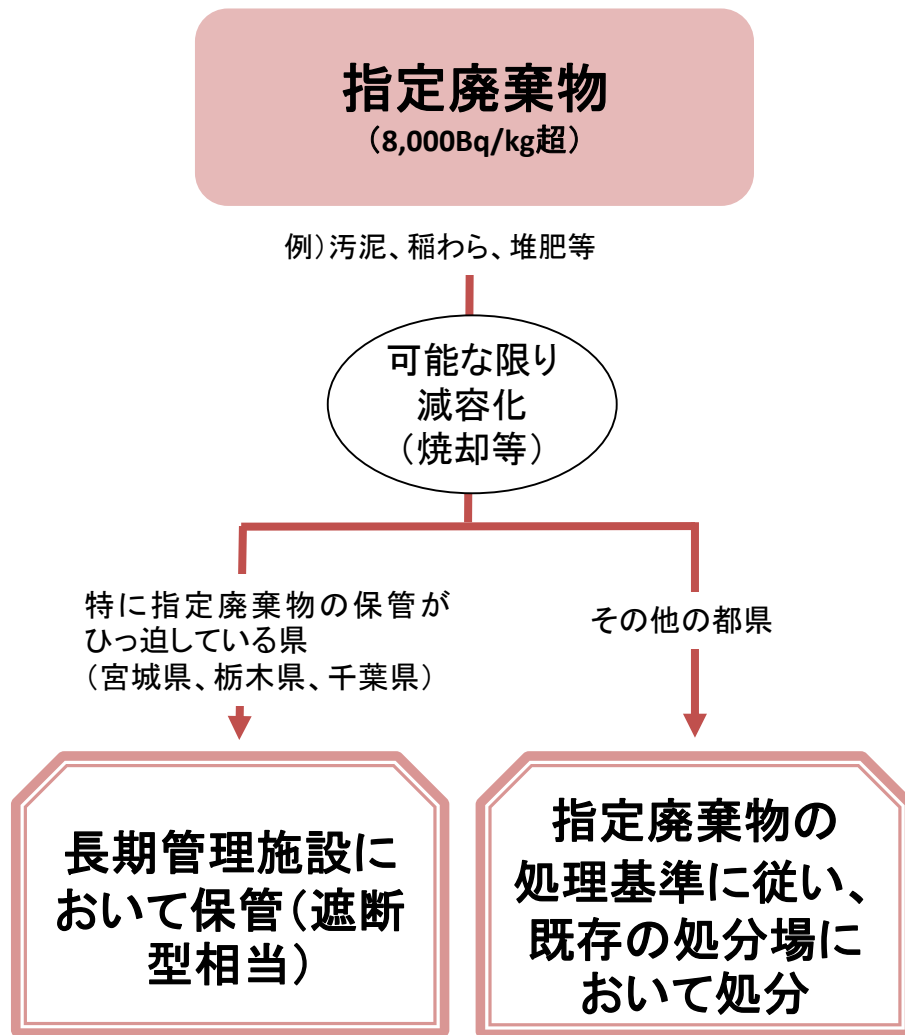 指定廃棄物
（8,000Bq/kg超）
例）汚泥、稲わら、堆肥等
可能な限り
減容化
（焼却等）
特に指定廃棄物の保管が
ひっ迫している県
（宮城県、栃木県、千葉県）
その他の都県
長期管理施設に
おいて保管（遮断
型相当）
指定廃棄物の
処理基準に従い、
既存の処分場に
おいて処分